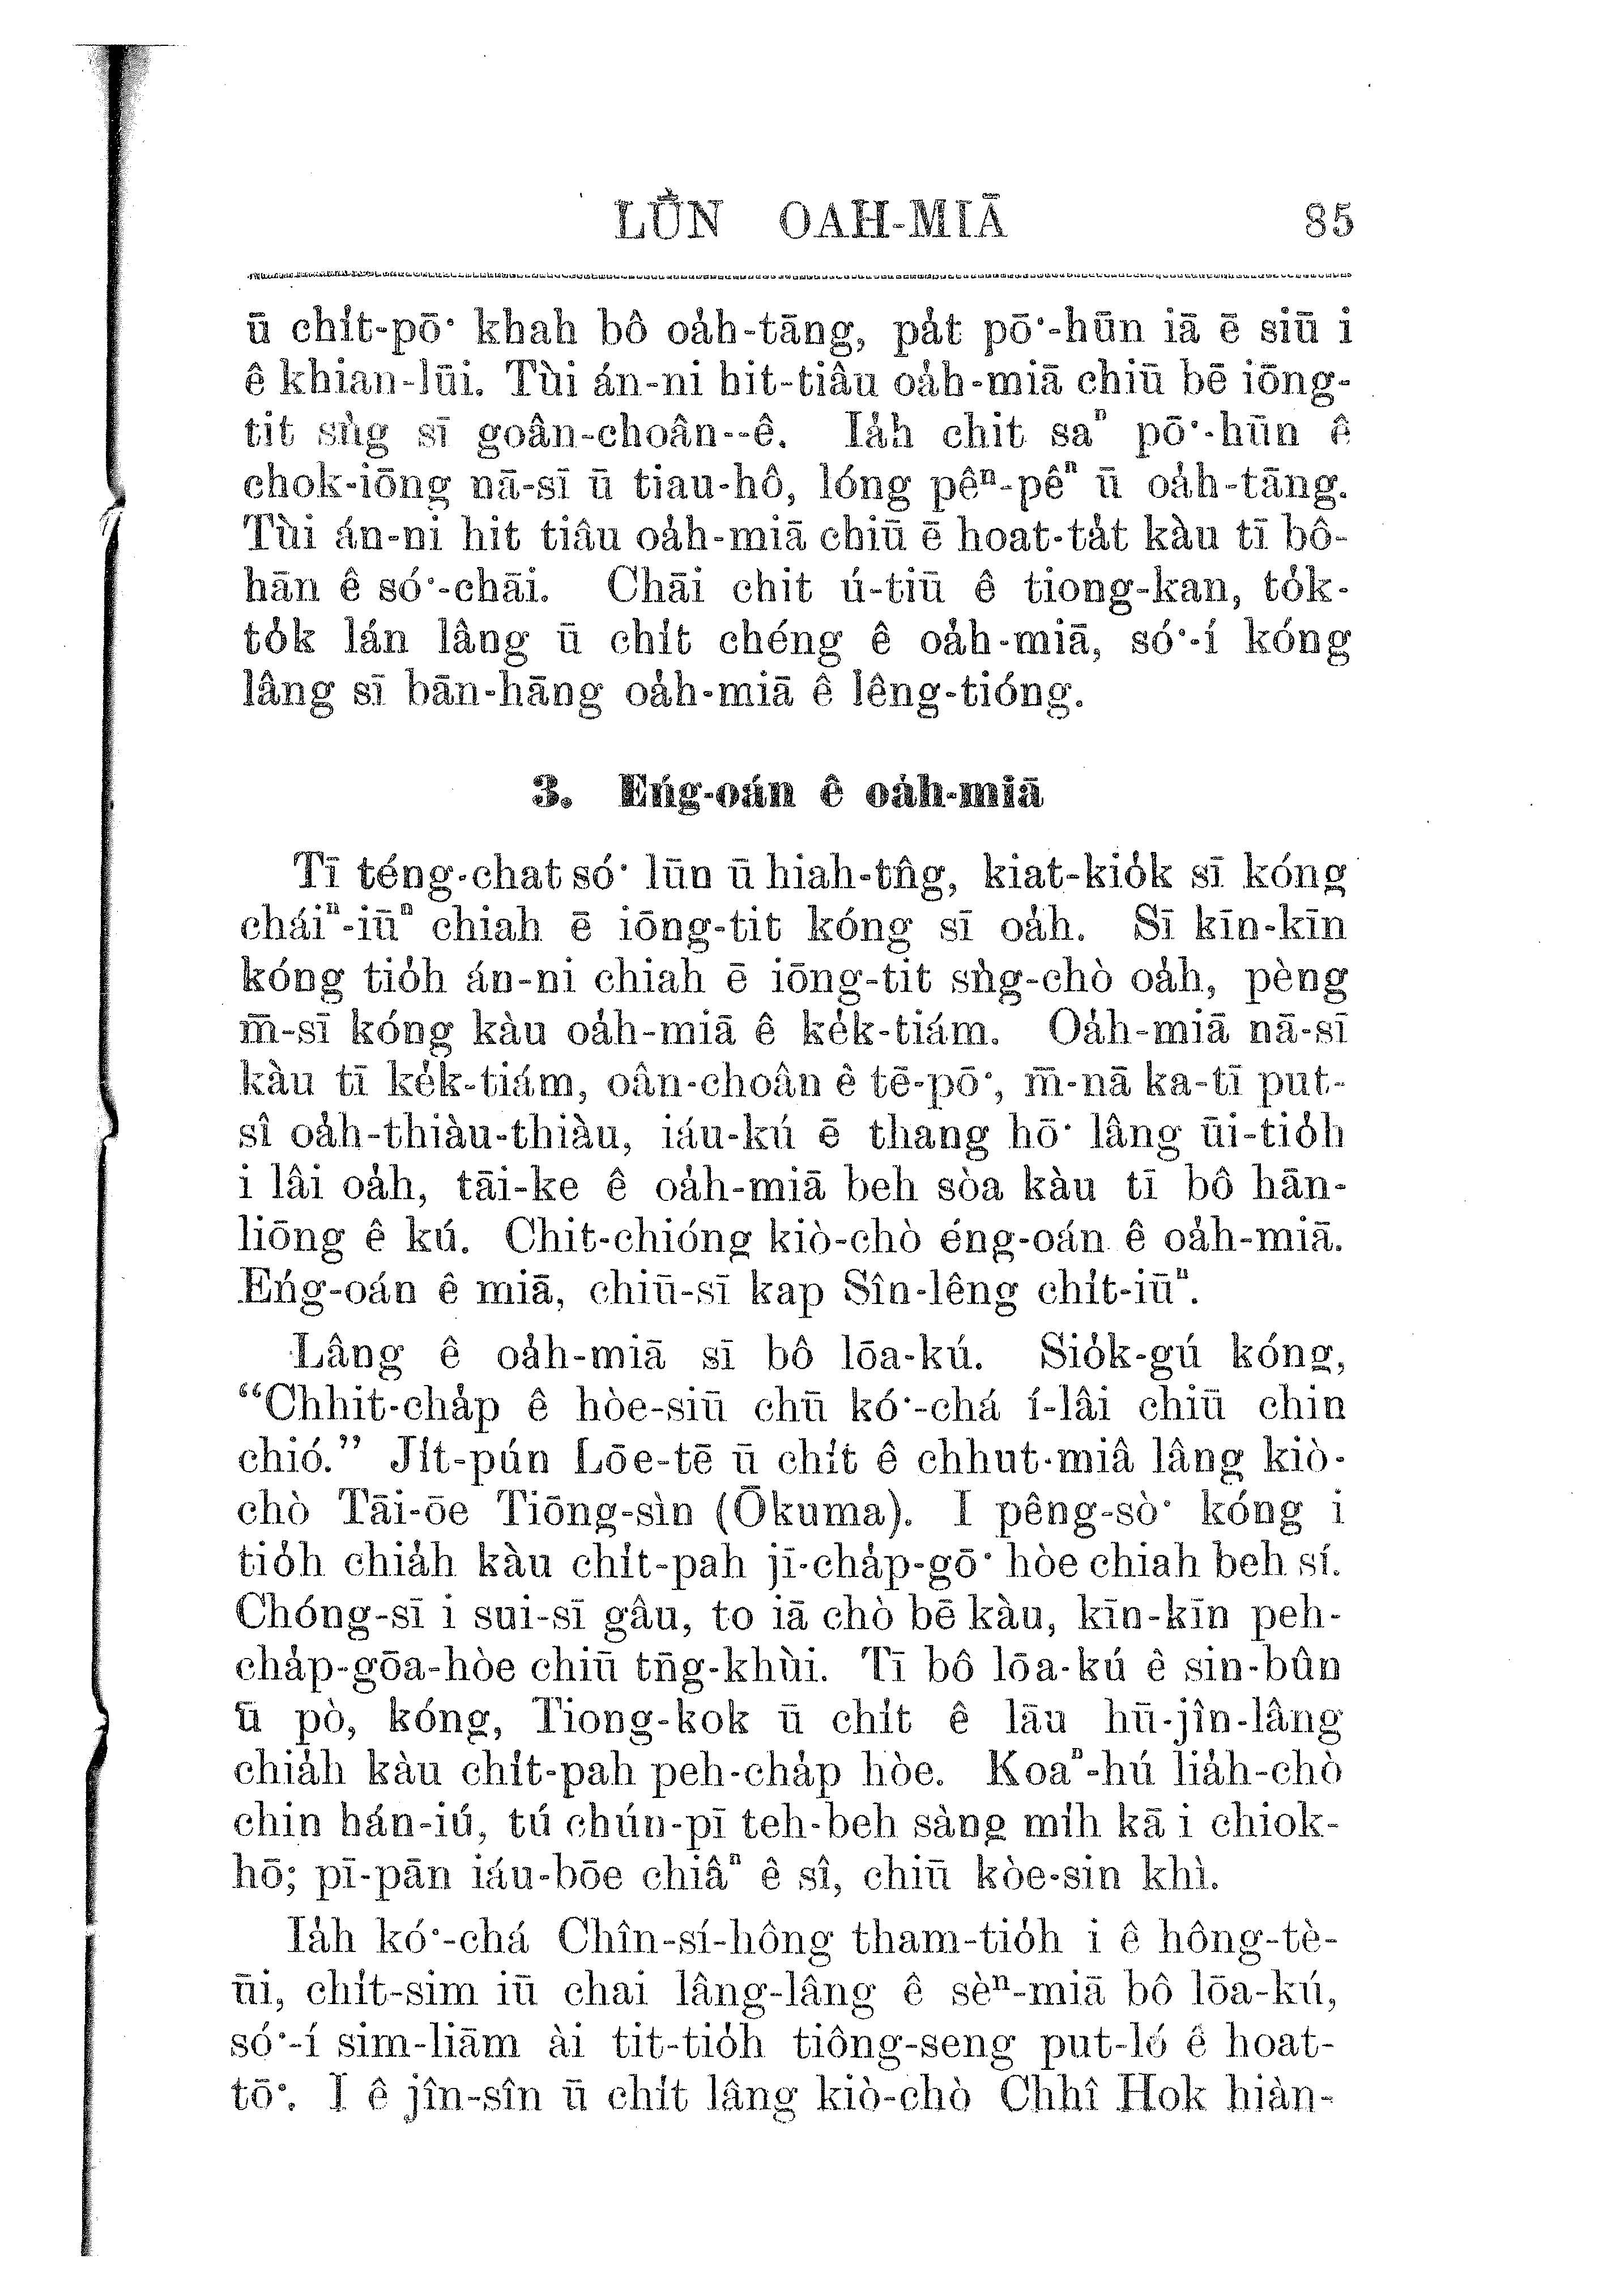 LŪN OAH-MIĀ 85
ū chi̍t-pō͘ khah bô oa̍h-tāng, pa̍t pō͘-hūn iā ē siū i
ê khian-lūi. Tùi án-ni hit-tiâu oa̍h-miā chiū bē iōng-
tit sǹg sī goân-choân--ê. Ia̍h chit saⁿ pō͘-hūn ê
chok-iōng nā-sī ū tiau-hô, lóng pêⁿ-pêⁿ ū oa̍h-tāng.
Tùi án-ni hit tiâu oa̍h-miā chiū ē hoat-ta̍t kàu tī bô-
hān ê só͘-chāi. Chāi chit ú-tiū ê tiong-kan, to̍k-
to̍k lán lâng ū chi̍t chéng ê oa̍h-miā, só͘-í kóng
lâng sī bān-hāng oa̍h-miā ê lêng-tióng.
3. Eńg-oán ê oa̍h-miā
Tī téng-chat só͘ lūn ū hiah-tn̂g, kiat-kio̍k sī kóng
cháiⁿ-iūⁿ chiah ē iōng-tit kóng sī oa̍h. Sī kīn-kīn
kóng tio̍h án-ni chiah ē iōng-tit sǹg-chò oa̍h, pèng
m̄-sī kóng kàu oa̍h-miā ê ke̍k-tiám. Oa̍h-miā nā-sī
kàu tī ke̍k-tiám, oân-choân ê tē-pō͘, m̄-nā ka-tī put-
sî oa̍h-thiàu-thiàu, iáu-kú ē thang hō͘ lâng ūi-tio̍h
i lâi oa̍h, tāi-ke ê oa̍h-miā beh sòa kàu tī bô hān-
liōng ê kú. Chit-chióng kiò-chò éng-oán ê oa̍h-miā.
Eńg-oán ê miā, chiū-sī kap Sîn-lêng chi̍t-iūⁿ.
Lâng ê oa̍h-miā sī bô lōa-kú. Sio̍k-gú kóng,
“Chhit-cha̍p ê hòe-siū chū kó͘-chá í-lâi chiū chin
chió.” Ji̍t-pún Lōe-tē ū chi̍t ê chhut-miâ lâng kiò-
chò Tāi-ōe Tiōng-sìn (Ōkuma). I pêng-sò͘ kóng i
tio̍h chia̍h kàu chi̍t-pah jī-cha̍p-gō͘ hòe chiah beh sí.
Chóng-sī i sui-sī gâu, to iā chò bē kàu, kīn-kīn peh-
cha̍p-gōa-hòe chiū tn̄g-khùi. Tī bô lōa-kú ê sin-bûn
ū pò, kóng, Tiong-kok ū chi̍t ê lāu hū-jîn-lâng
chia̍h kàu chi̍t-pah peh-cha̍p hòe. Koaⁿ-hú lia̍h-chò
chin hán-iú, tú chún-pī teh-beh sàng mi̍h kā i chiok-
hō; pī-pān iáu-bōe chiâⁿ ê sî, chiū kòe-sin khì.
Ia̍h kó͘-chá Chîn-sí-hông tham-tio̍h i ê hông-tè-
ūi, chi̍t-sim iū chai lâng-lâng ê sèⁿ-miā bô lōa-kú,
só͘-í sim-liām ài tit-tio̍h tiông-seng put-ló ê hoat-
tō͘. I ê jîn-sîn ū chi̍t lâng kiò-chò Chhî Hok hiàn-